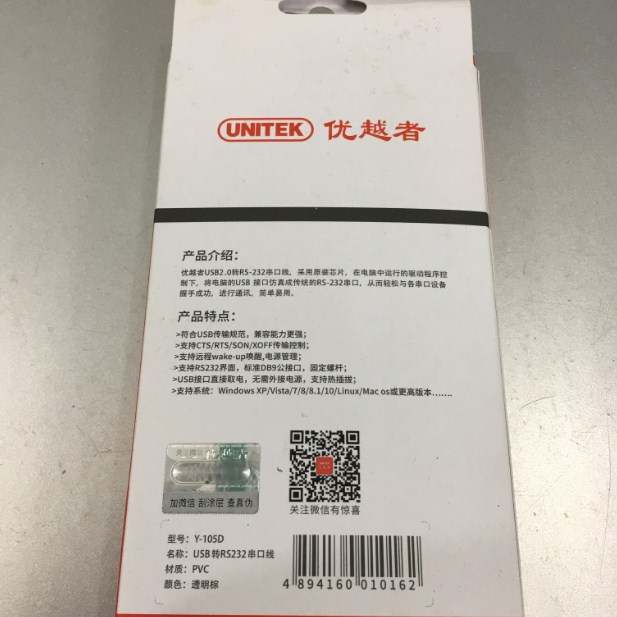 UNITEK 优越者
产品介绍:
优越者USB2.0转RS-232串口线, 采用原装芯片, 在电脑中运行的驱动程序控
制下, 将电脑的USB 接口仿真成传统的RS-232串口, 从而轻松与各串口设备
握手成功, 进行通讯, 简单易用。
产品特点:
>符合USB传输规范, 兼容能力更强;
>支持CTS/RTS/SON/XOFF传输控制;
>支持远程wake-up唤醒,电源管理;
>支持RS232界面, 标准DB9公接口, 固定螺杆;
>USB接口直接取电, 无需外接电源, 支持热插拔;
>支持系统: Windows XP/Vista/7/8/8.1/10/Linux/Mac os或更高版本.......
加微信 刮涂层 查真伪
关注微信有惊喜
型号: Y-105D
名称: USB 转RS232串口线
材质: PVC
颜色: 透明棕
4 894160 010162